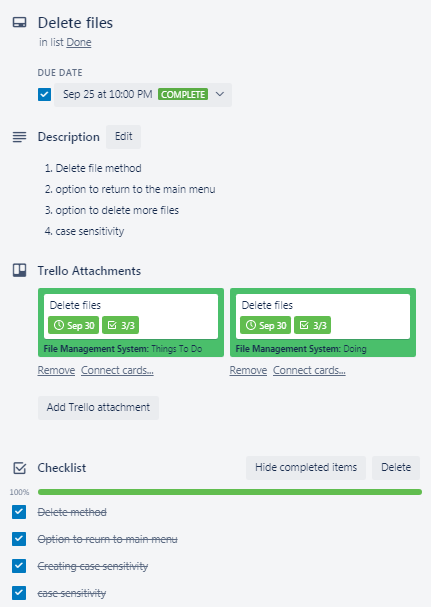 Delete files
in list Done
DUE DATE
Sep 25 at 10:00 PM COMPLETE
Description Edit
1. Delete file method
2. option to return to the main menu
3. option to delete more files
4. case sensitivity
Trello Attachments
Delete files
Sep 30 3/3
File Management System: Things To Do
Remove Connect cards...
Delete files
Sep 30 3/3
File Management System: Doing
Remove Connect cards...
Add Trello attachment
Checklist Hide completed items Delete
100%
Delete method
Option to reurn to main menu
Creating case sensitivity
case sensitivity